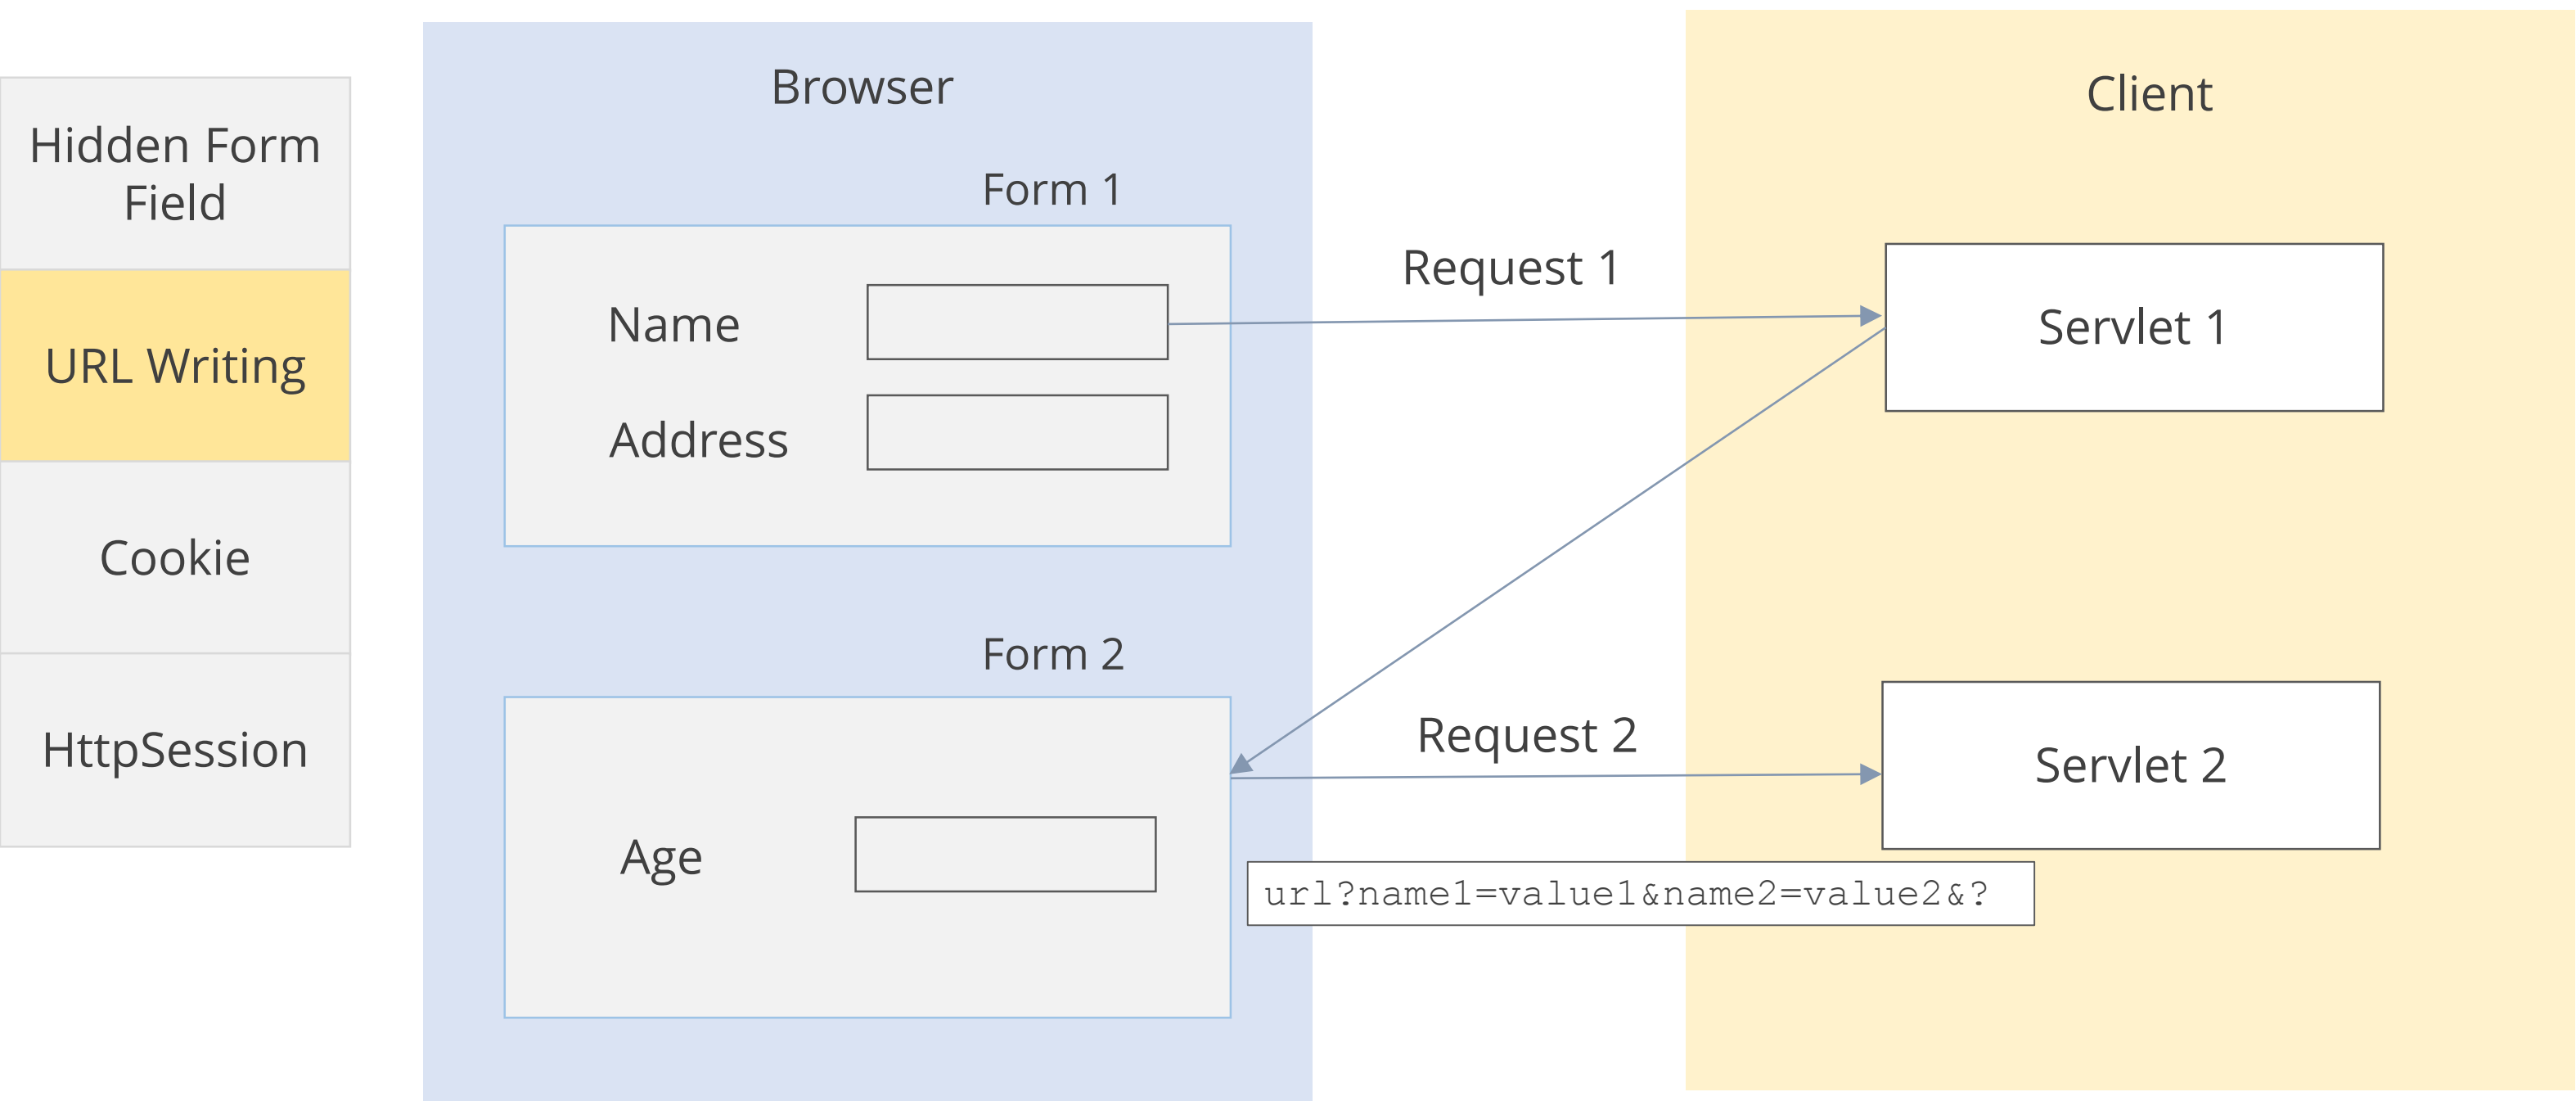 Hidden Form
Field
URL Writing
Cookie
HttpSession
Browser
Form 1
Name
Address
Form 2
Age
Request 1
Request 2
url?name1=value1&name2=value2&?
Client
Servlet 1
Servlet 2